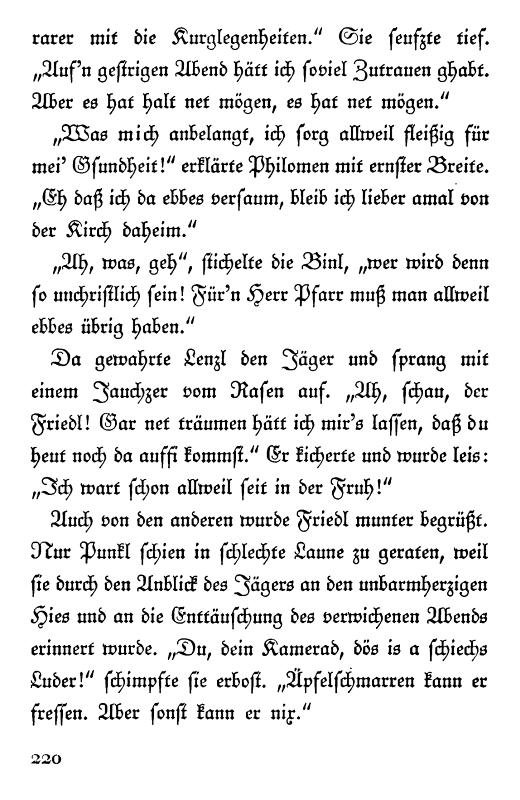 rarer mit die Kurglegenheiten.“ Sie seufzte tief.
„Auf'n gestrigen Abend hätt ich soviel Zutrauen ghabt.
Aber es hat halt net mögen, es hat net mögen.“
„Was mich anbelangt, ich sorg allweil fleißig für
mei' Gsundheit!“ erklärte Philomen mit ernster Breite.
„Eh daß ich da ebbes versaum, bleib ich lieber amal von
der Kirch daheim.“
„Ah, was, geh“, stichelte die Binl, „wer wird denn
so unchristlich sein! Für'n Herr Pfarr muß man allweil
ebbes übrig haben.“
Da gewahrte Lenzl den Jäger und sprang mit
einem Jauchzer vom Rasen auf. „Ah, schau, der
Friedl! Gar net träumen hätt ich mir's lassen, daß du
heut noch da auffi kommst.“ Er kicherte und wurde leis:
„Ich wart schon allweil seit in der Fruh!“
Auch von den anderen wurde Friedl munter begrüßt.
Nur Punkl schien in schlechte Laune zu geraten, weil
sie durch den Anblick des Jägers an den unbarmherzigen
Hies und an die Enttäuschung des verwichenen Abends
erinnert wurde. „Du, dein Kamerad, dös is a schiechs
Luder!“ schimpfte sie erbost. „Äpfelschmarren kann er
fressen. Aber sonst kann er nix.“
220